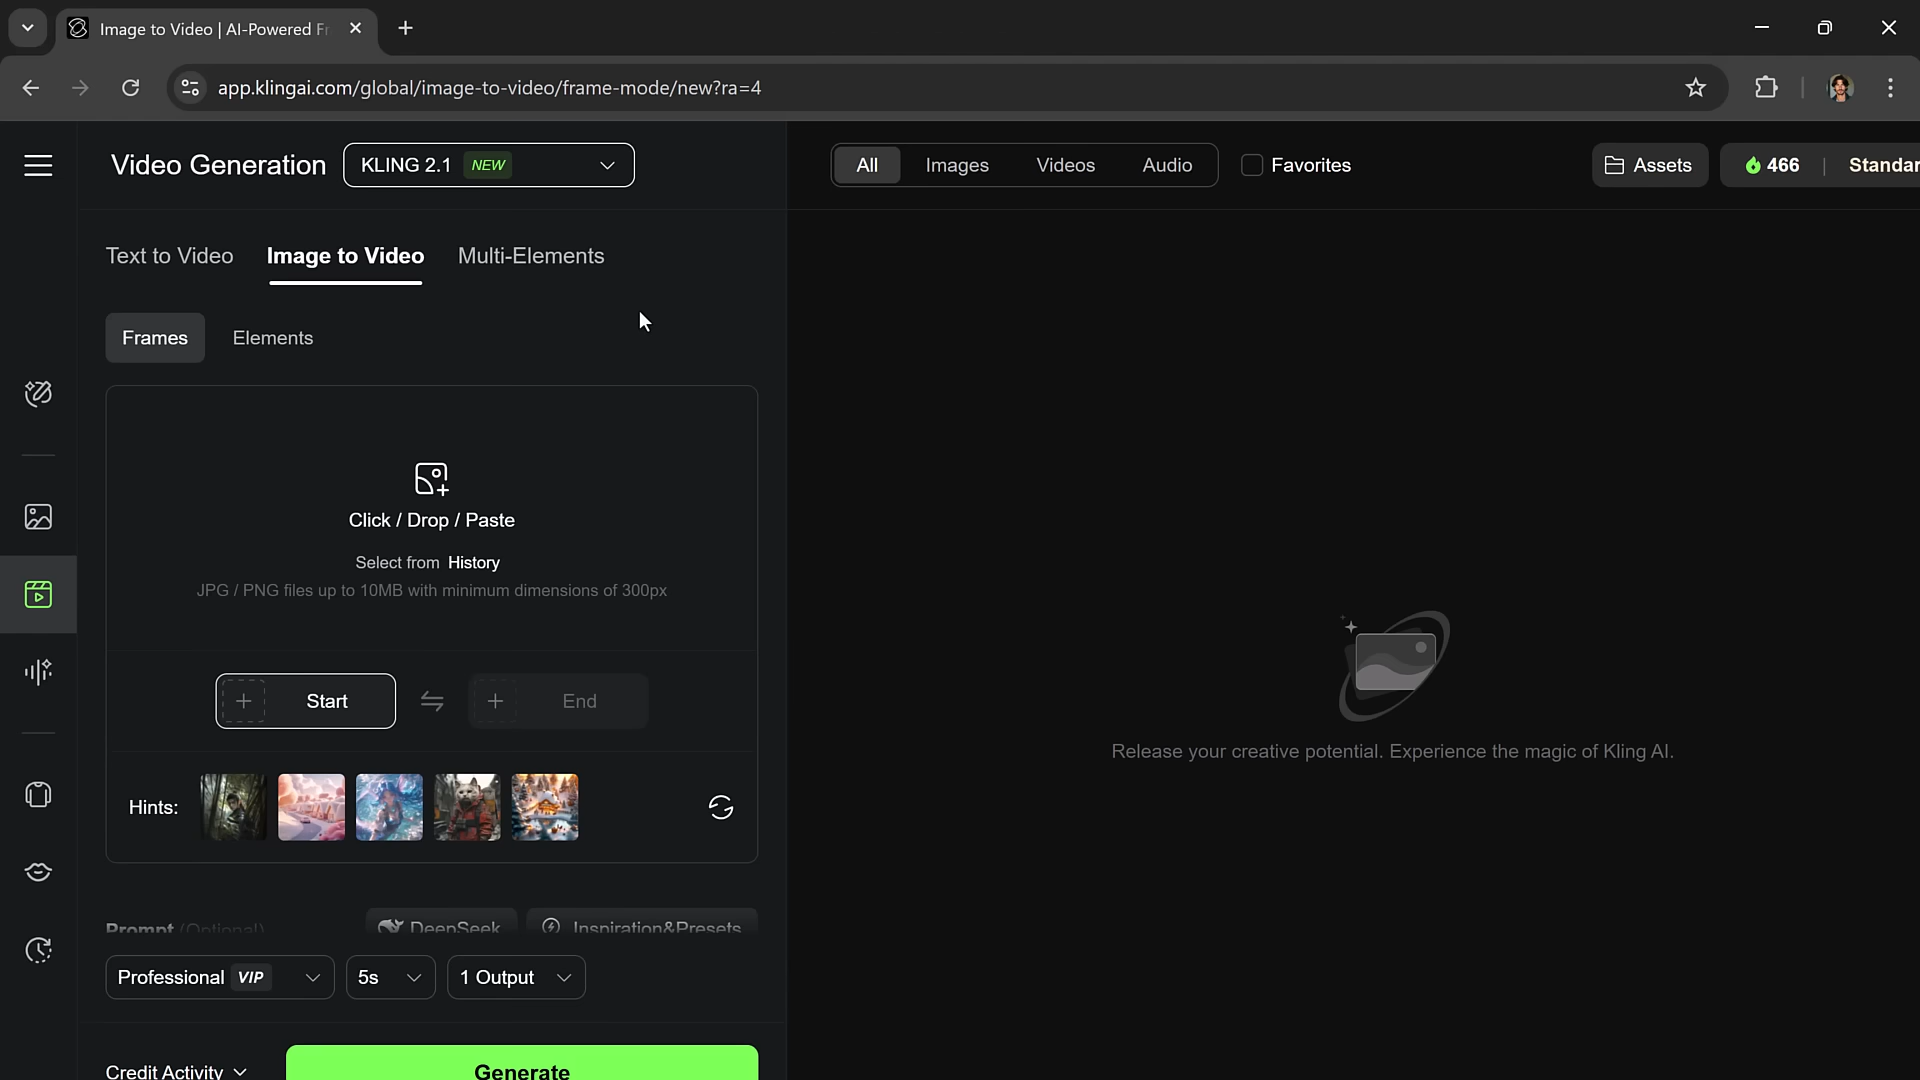 Image to Video | AI-Powered Fr
app.klingai.com/global/image-to-video/frame-mode/new?ra=4
Video Generation
KLING 2.1 NEW
All
Images
Videos
Audio
Favorites
Assets
466
Standar
Text to Video
Image to Video
Multi-Elements
Frames
Elements
Click / Drop / Paste
Select from History
JPG / PNG files up to 10MB with minimum dimensions of 300px
Start
End
Hints:
Release your creative potential. Experience the magic of Kling AI.
Prompt (Optional)
DeepSeek
Inspiration&Presets
Professional VIP
5s
1 Output
Credit Activity
Generate